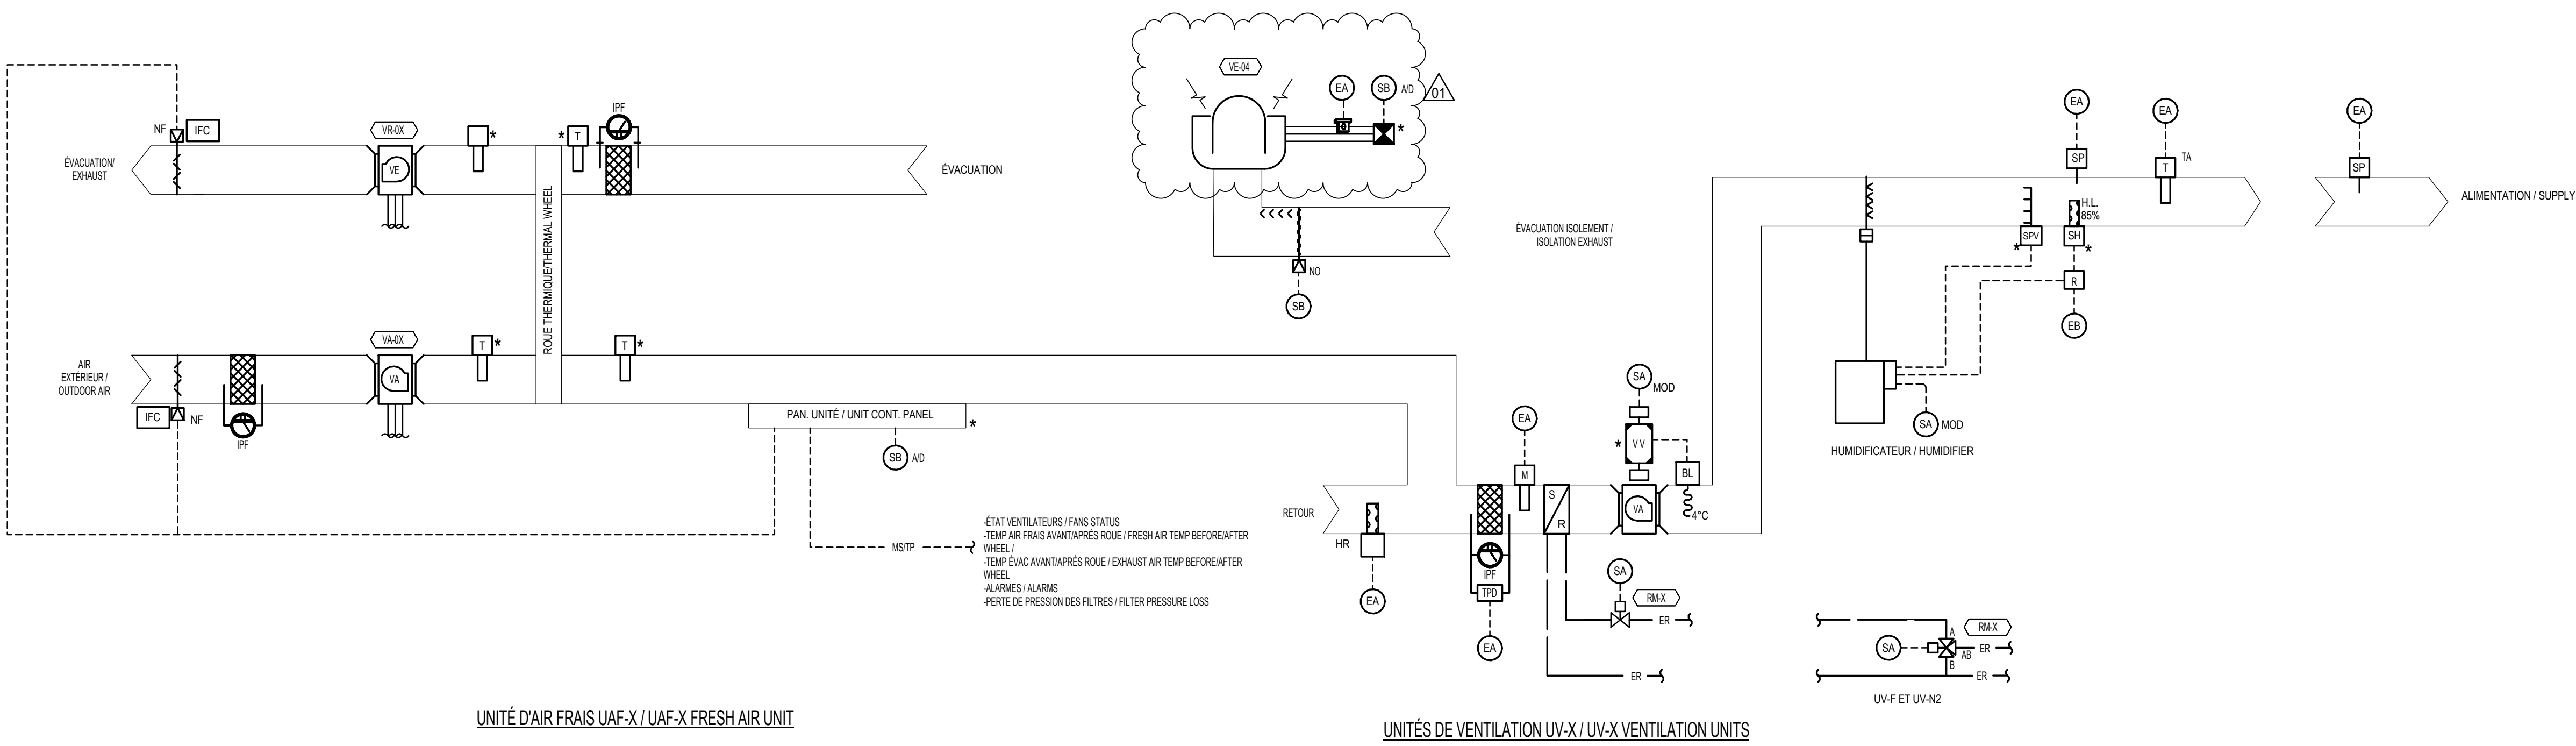 NF
IFC
ÉVACUATION/
EXHAUST
VR-0X
VE
*
*
T
IPF
ÉVACUATION
ROUE THERMIQUE/THERMAL WHEEL
AIR
EXTÉRIEUR /
OUTDOOR AIR
IFC
NF
IPF
VA-0X
VA
T
*
T
*
PAN. UNITÉ / UNIT CONT. PANEL
*
SB
A/D
MS/TP
-ÉTAT VENTILATEURS / FANS STATUS
-TEMP AIR FRAIS AVANT/APRÉS ROUE / FRESH AIR TEMP BEFORE/AFTER
WHEEL /
-TEMP ÉVAC AVANT/APRÉS ROUE / EXHAUST AIR TEMP BEFORE/AFTER
WHEEL
-ALARMES / ALARMS
-PERTE DE PRESSION DES FILTRES / FILTER PRESSURE LOSS
UNITÉ D'AIR FRAIS UAF-X / UAF-X FRESH AIR UNIT
VE-04
EA
SB
A/D
*
01
ÉVACUATION ISOLEMENT /
ISOLATION EXHAUST
NO
SB
RETOUR
HR
EA
IPF
TPD
EA
EA
M
S
R
SA
MOD
*
V V
VA
BL
4°C
SA
RM-X
ER
ER
EA
SP
EA
T
TA
EA
SP
ALIMENTATION / SUPPLY
H.L.
85%
SPV
*
SH
*
R
EB
SA
MOD
HUMIDIFICATEUR / HUMIDIFIER
SA
RM-X
A
AB
B
ER
ER
UV-F ET UV-N2
UNITÉS DE VENTILATION UV-X / UV-X VENTILATION UNITS